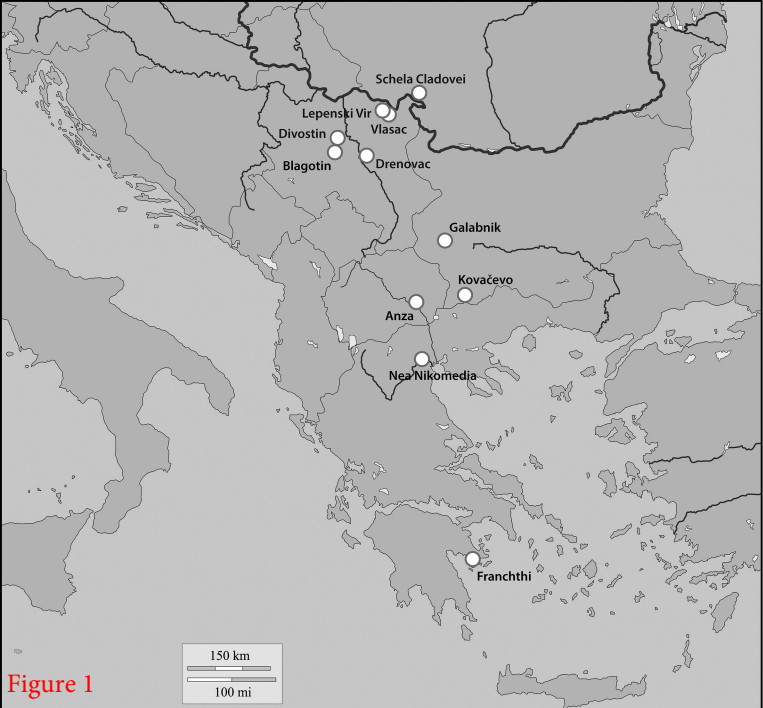 Schela Cladovei
Lepenski Vir
Vlasac
Divostin
Blagotin
Drenovac
Galabnik
Kovačevo
Anza
Nea Nikomedia
Franchthi
150 km
100 mi
Figure 1